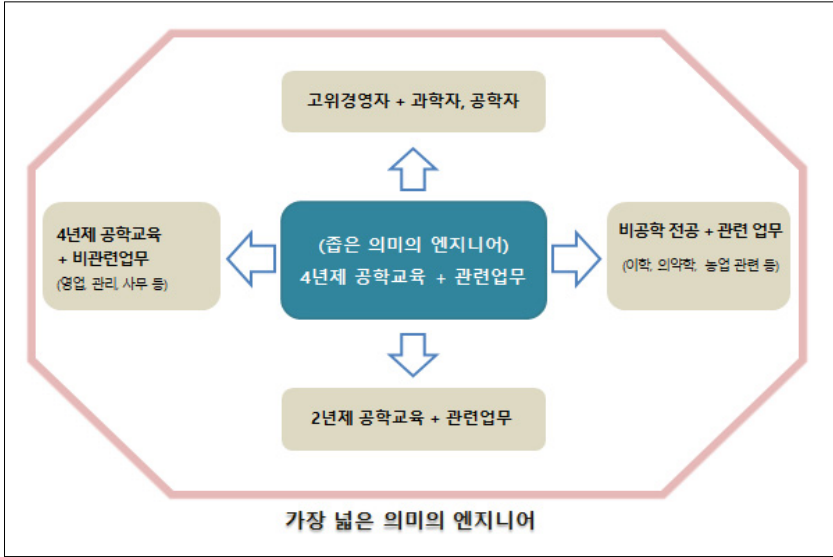 고위경영자 + 과학자, 공학자
4년제 공학교육
+ 비관련업무
(영업, 관리, 사무 등)
(좁은 의미의 엔지니어)
4년제 공학교육 + 관련업무
비공학 전공 + 관련 업무
(이학, 의약학, 농업 관련 등)
2년제 공학교육 + 관련업무
가장 넓은 의미의 엔지니어